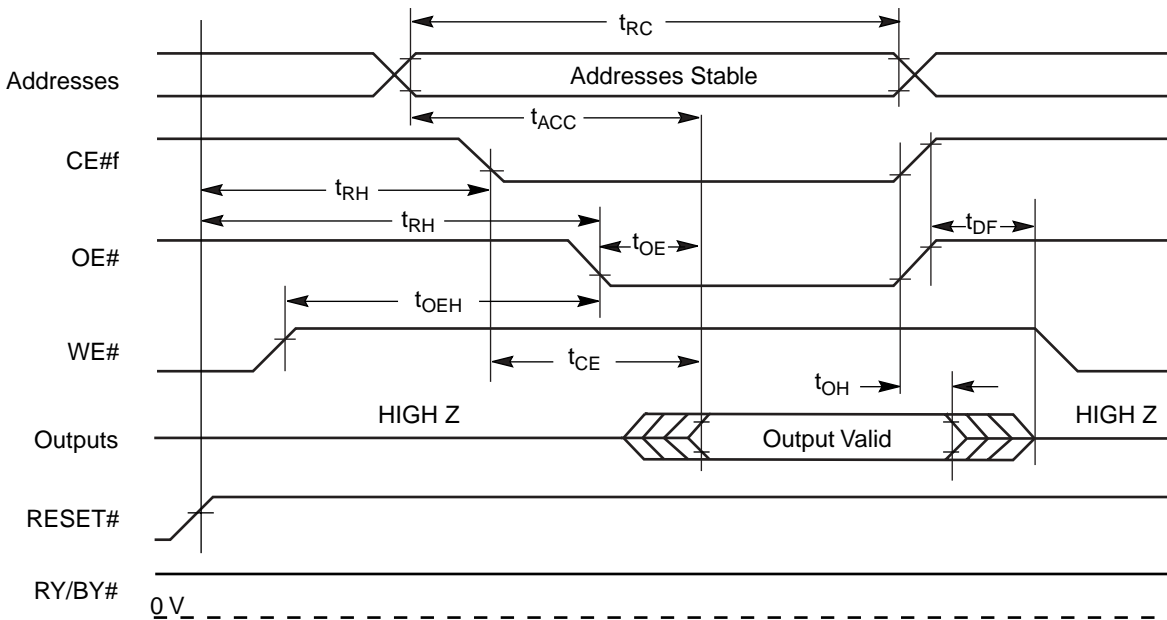 tRC
Addresses
Addresses Stable
tACC
CE#f
tRH
tRH
tDF
OE#
tOE
tOEH
WE#
tCE
tOH
HIGH Z
HIGH Z
Outputs
Output Valid
RESET#
RY/BY#
0 V